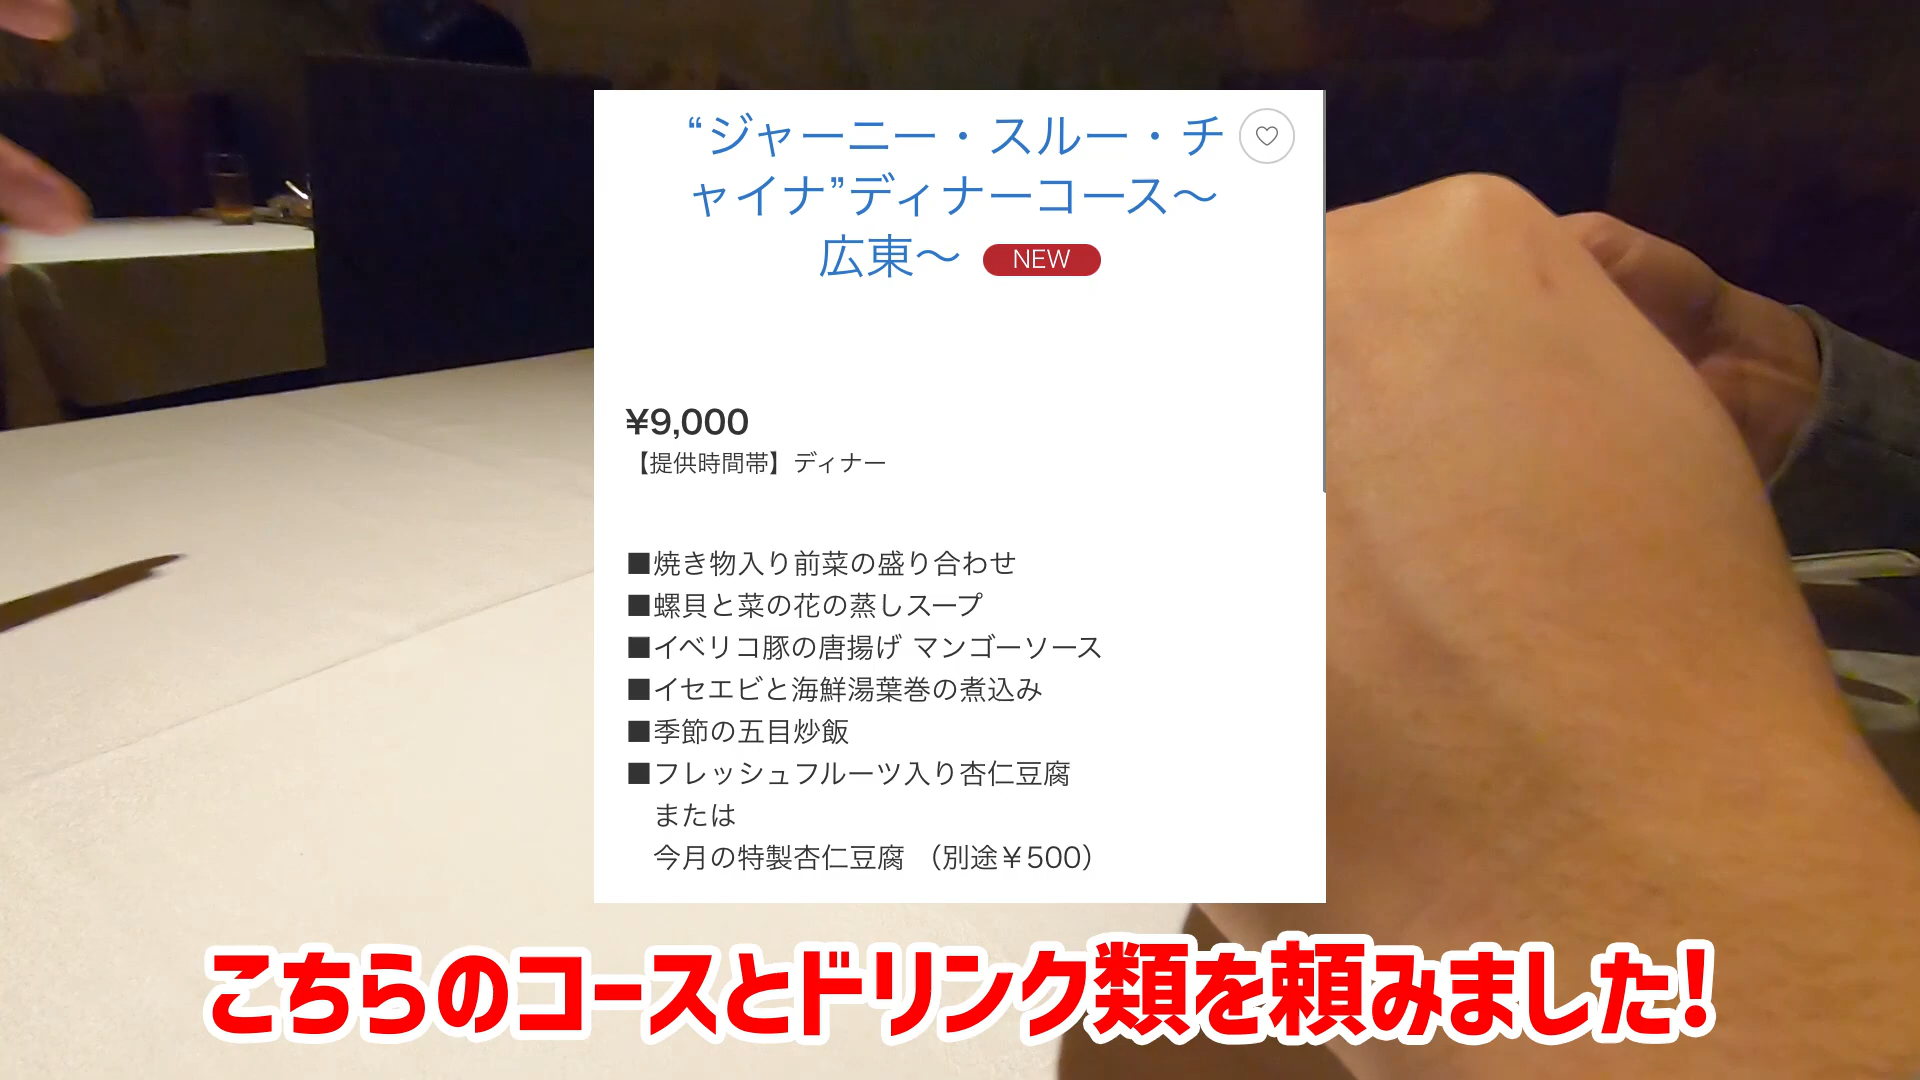 “ジャーニー・スルー・チ
ャイナ”ディナーコース～
広東～ NEW
¥9,000
【提供時間帯】ディナー
■焼き物入り前菜の盛り合わせ
■螺貝と菜の花の蒸しスープ
■イベリコ豚の唐揚げ マンゴーソース
■イセエビと海鮮湯葉巻の煮込み
■季節の五目炒飯
■フレッシュフルーツ入り杏仁豆腐
または
今月の特製杏仁豆腐 （別途￥500）
こちらのコースとドリンク類を頼みました！